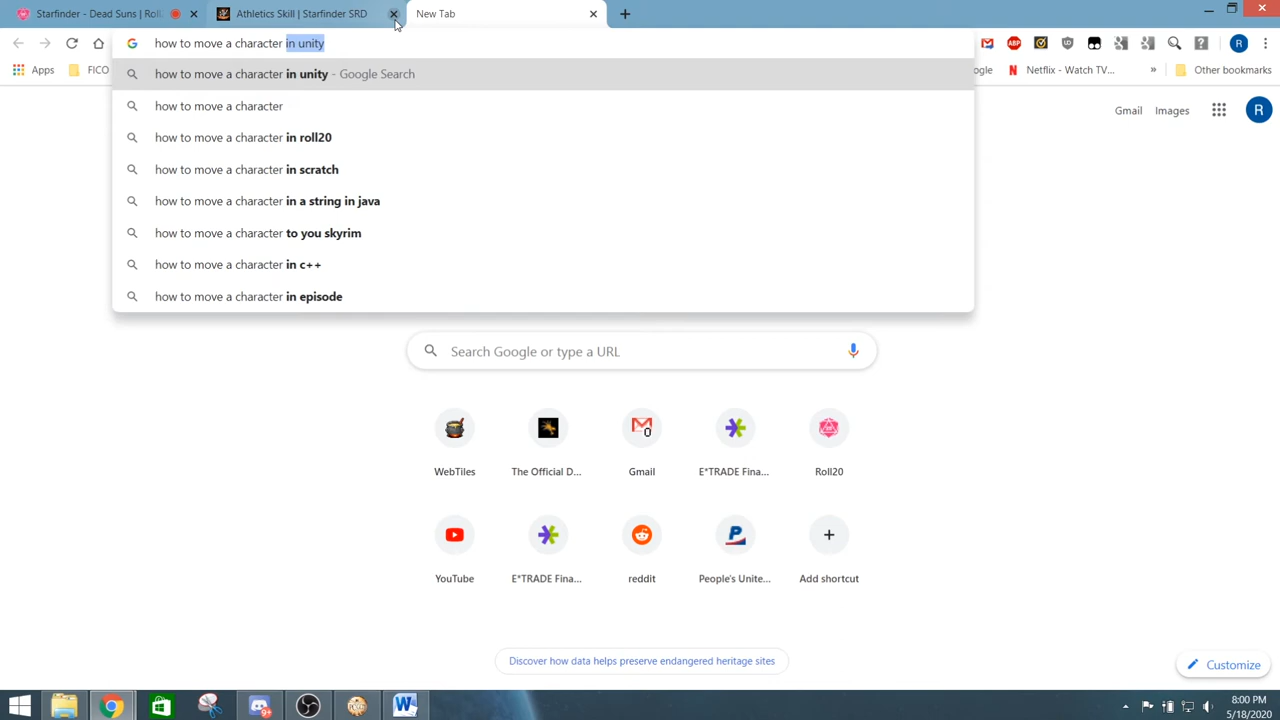 Starfinder - Dead Suns | Roll
Athletics Skill | Starfinder SRD
New Tab
how to move a character in unity
Apps
FICO
ogle
Netflix - Watch TV...
»
Other bookmarks
R
how to move a character in unity - Google Search
how to move a character
how to move a character in roll20
how to move a character in scratch
how to move a character in a string in java
how to move a character to you skyrim
how to move a character in c++
how to move a character in episode
Gmail
Images
R
Search Google or type a URL
WebTiles
The Official D...
Gmail
E*TRADE Fina...
Roll20
YouTube
E*TRADE Fina...
reddit
People's Unite...
Add shortcut
Discover how data helps preserve endangered heritage sites
Customize
8:00 PM
5/18/2020